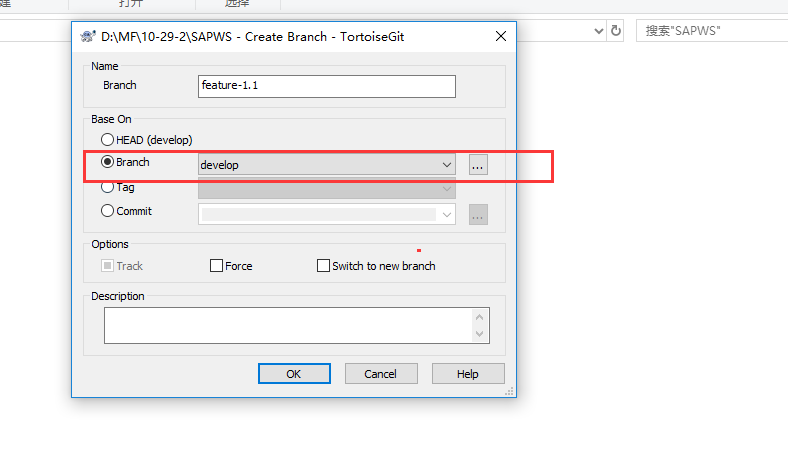 打开
选择
D:\MF\10-29-2\SAPWS - Create Branch - TortoiseGit
搜索"SAPWS"
Name
Branch
feature-1.1
Base On
HEAD (develop)
Branch
develop
...
Tag
Commit
...
Options
Track
Force
Switch to new branch
Description
OK
Cancel
Help